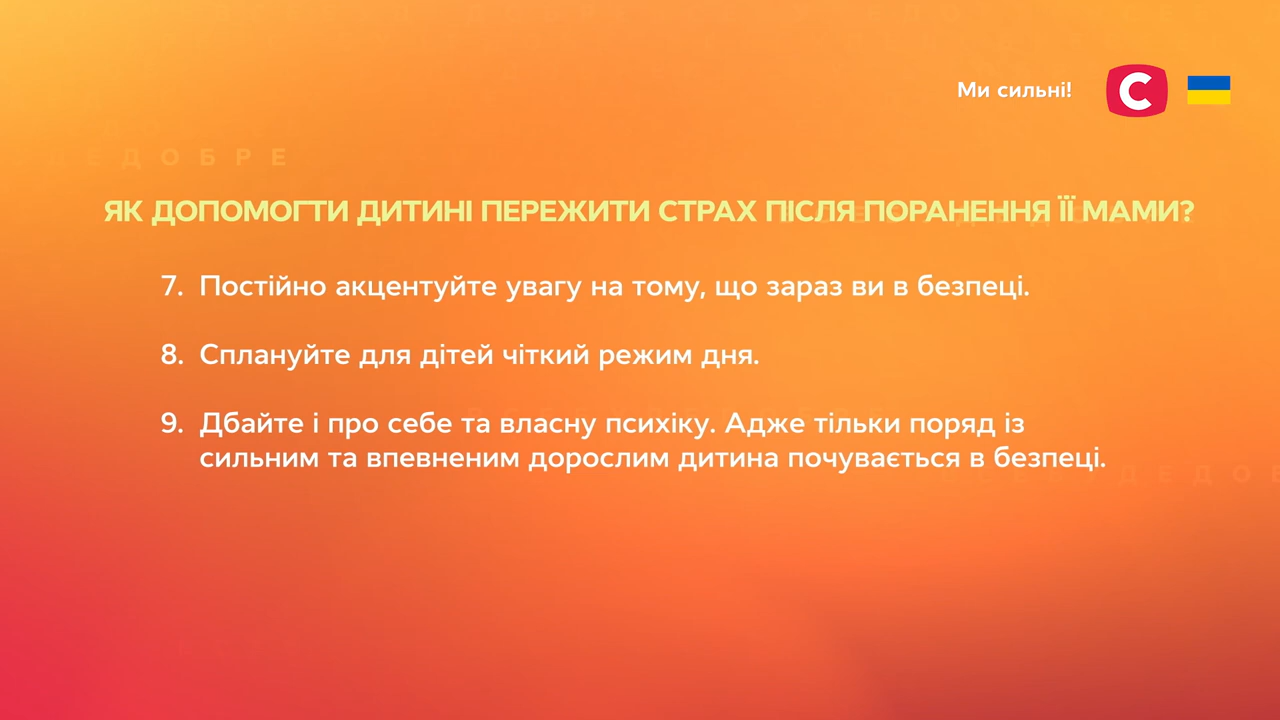 Ми сильні!
С
ДОБРЕ
ЯК ДОПОМОГТИ ДИТИНІ ПЕРЕЖИТИ СТРАХ ПІСЛЯ ПОРАНЕННЯ ЇЇ МАМИ?
7. Постійно акцентуйте увагу на тому, що зараз ви в безпеці.
8. Сплануйте для дітей чіткий режим дня.
9. Дбайте і про себе та власну психіку. Адже тільки поряд із
сильним та впевненим дорослим дитина почувається в безпеці.